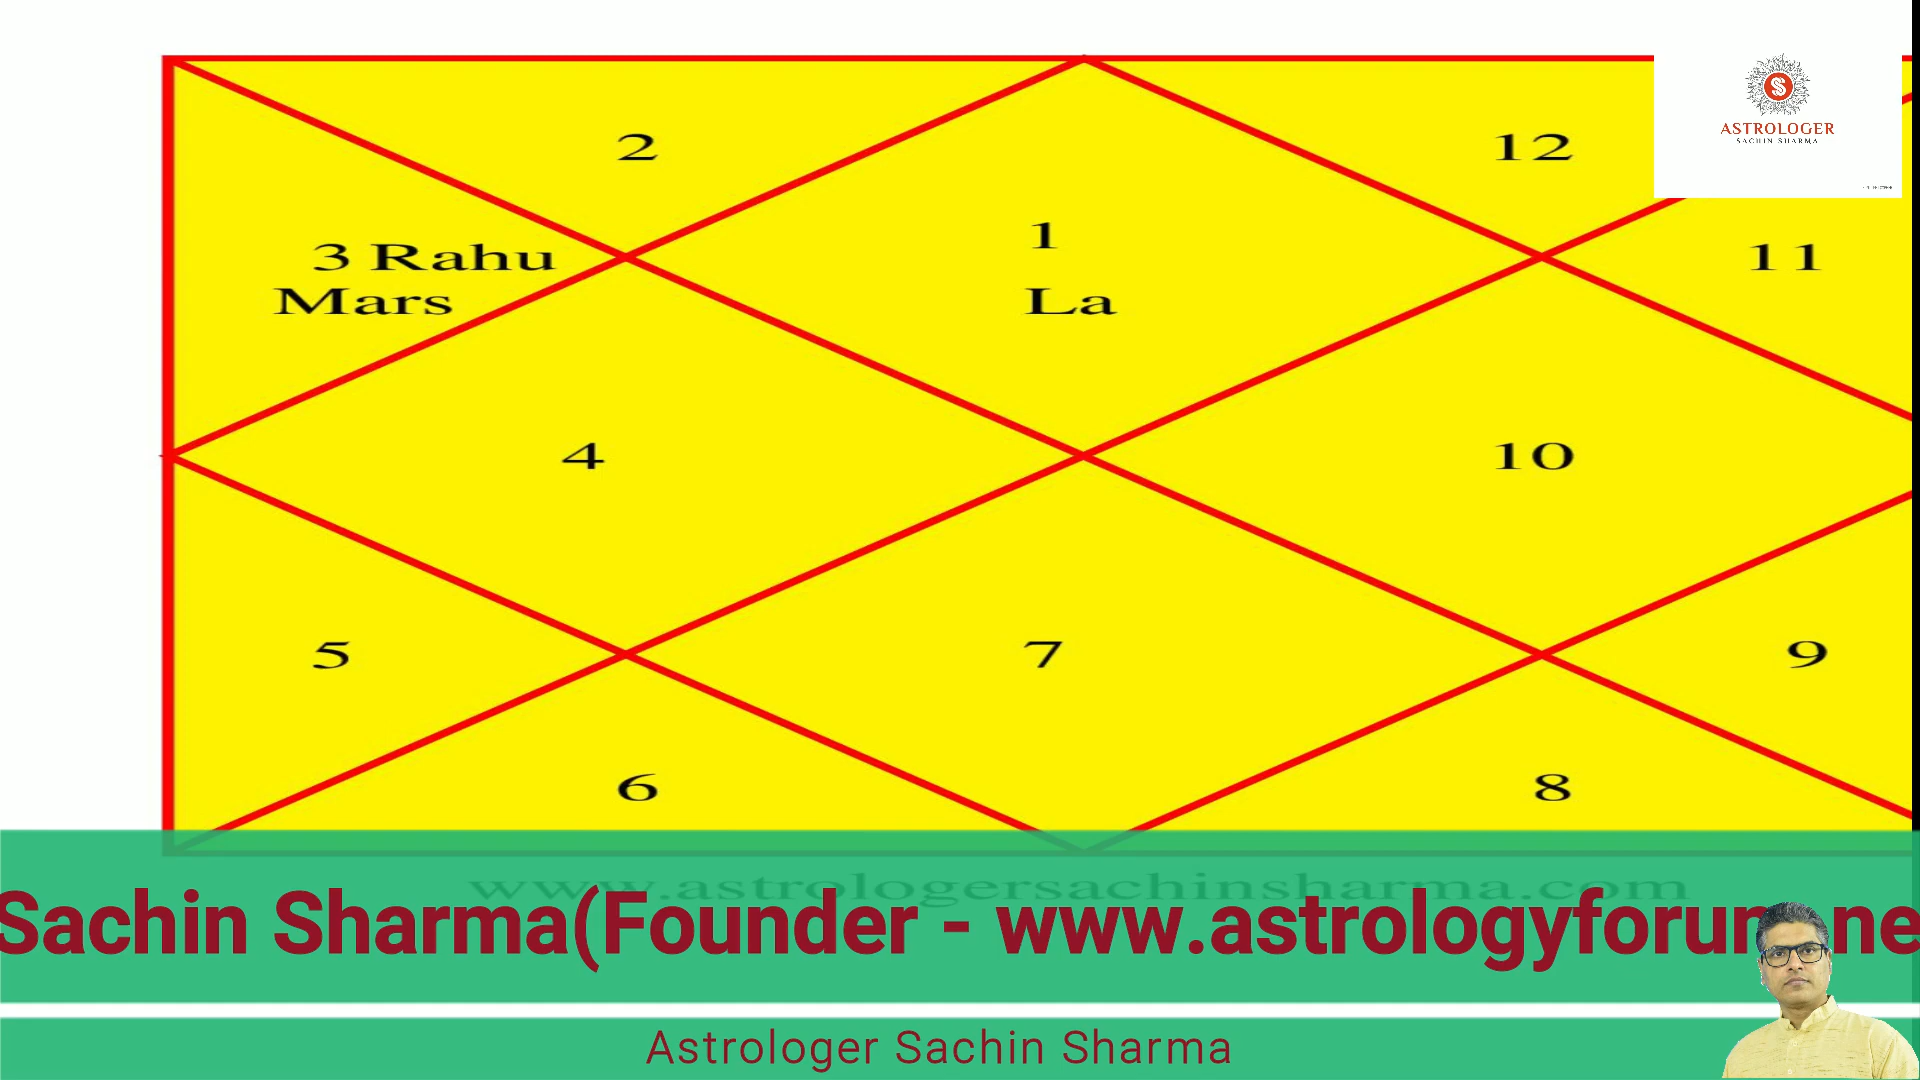 ASTROLOGER
SACHIN SHARMA
2
12
3 Rahu
Mars
1
La
11
4
10
5
7
9
6
8
www.astrologersachinsharma.com
Sachin Sharma(Founder - www.astrologyforum.ne
Astrologer Sachin Sharma